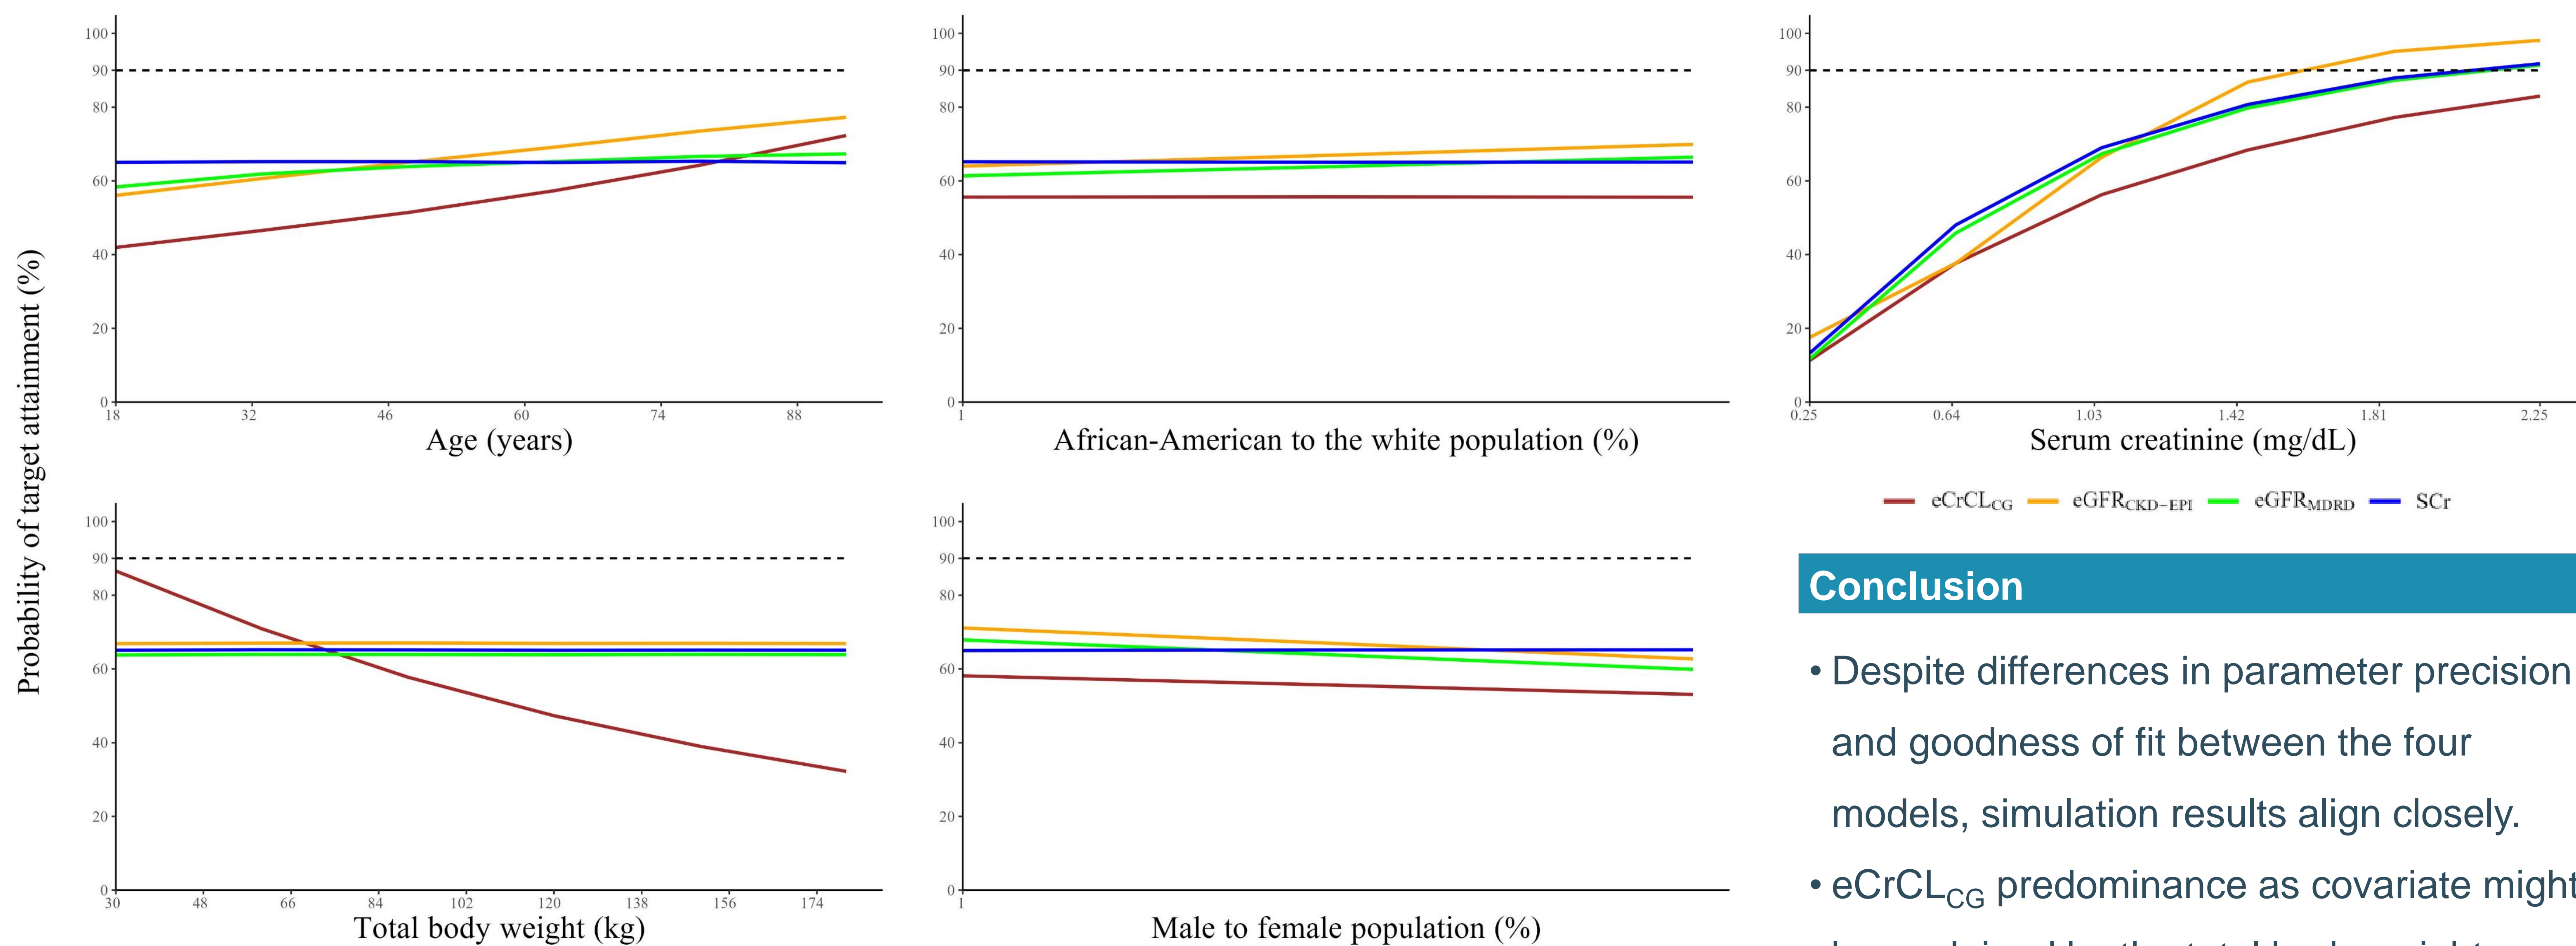 Probability of target attainment (%)
100
90
80
60
40
20
0
18 32 46 60 74 88
Age (years)
100
90
80
60
40
20
0
1
African-American to the white population (%)
100
90
80
60
40
20
0
0.25 0.64 1.03 1.42 1.81 2.25
Serum creatinine (mg/dL)
eCrCLCG eGFRCKD−EPI eGFRMDRD SCr
100
90
80
60
40
20
0
30 48 66 84 102 120 138 156 174
Total body weight (kg)
100
90
80
60
40
20
0
1
Male to female population (%)
Conclusion
• Despite differences in parameter precision
and goodness of fit between the four
models, simulation results align closely.
• eCrCLCG predominance as covariate might